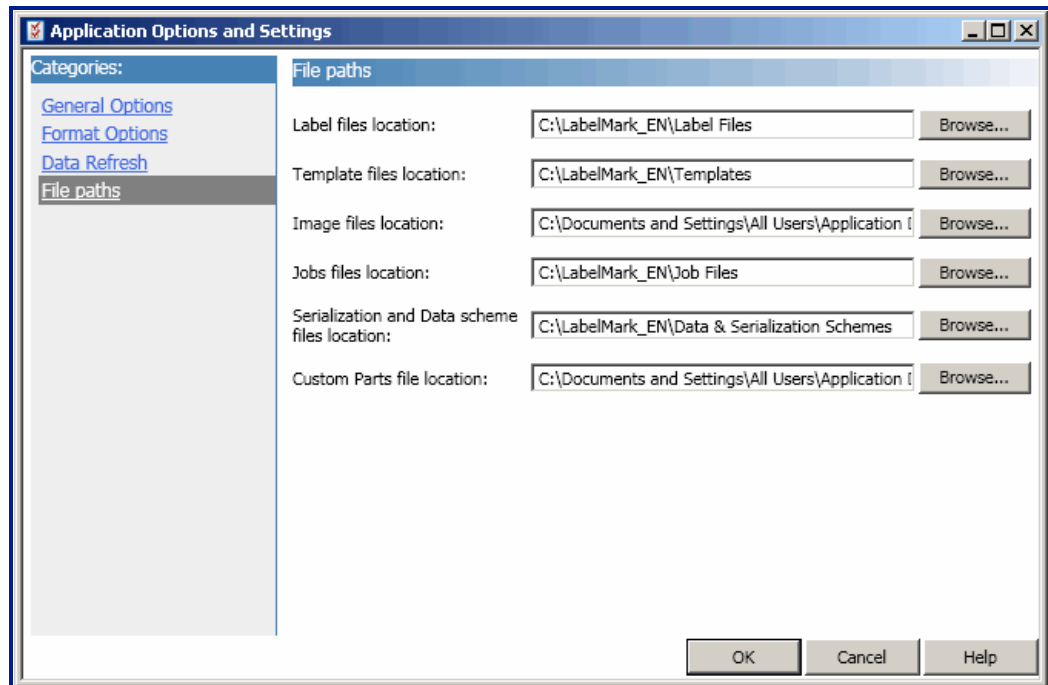 Application Options and Settings
Categories:
General Options
Format Options
Data Refresh
File paths
File paths
Label files location:
C:\LabelMark_EN\Label Files
Browse...
Template files location:
C:\LabelMark_EN\Templates
Browse...
Image files location:
C:\Documents and Settings\All Users\Application
Browse...
Jobs files location:
C:\LabelMark_EN\Job Files
Browse...
Serialization and Data scheme
files location:
C:\LabelMark_EN\Data & Serialization Schemes
Browse...
Custom Parts file location:
C:\Documents and Settings\All Users\Application
Browse...
OK
Cancel
Help